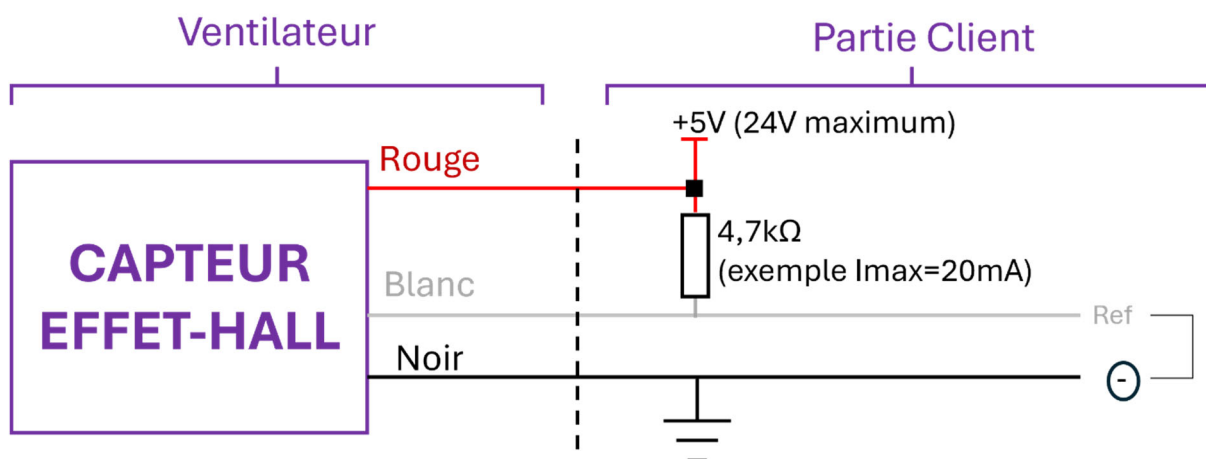 Ventilateur
Partie Client
+5V (24V maximum)
Rouge
CAPTEUR
EFFET-HALL
4,7kΩ
(exemple Imax=20mA)
Blanc
Ref
Noir
-